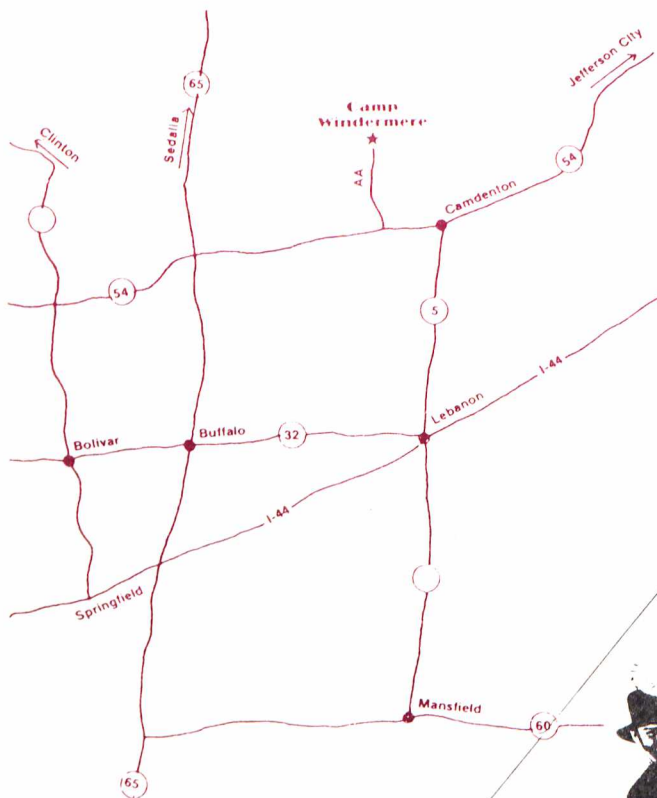 65
Jefferson City
Camp
Windermere
Clinton
Sedalia
AA
54
Camdenton
54
5
I-44
Lebanon
Buffalo
32
Bolivar
I-44
Springfield
Mansfield
60
65